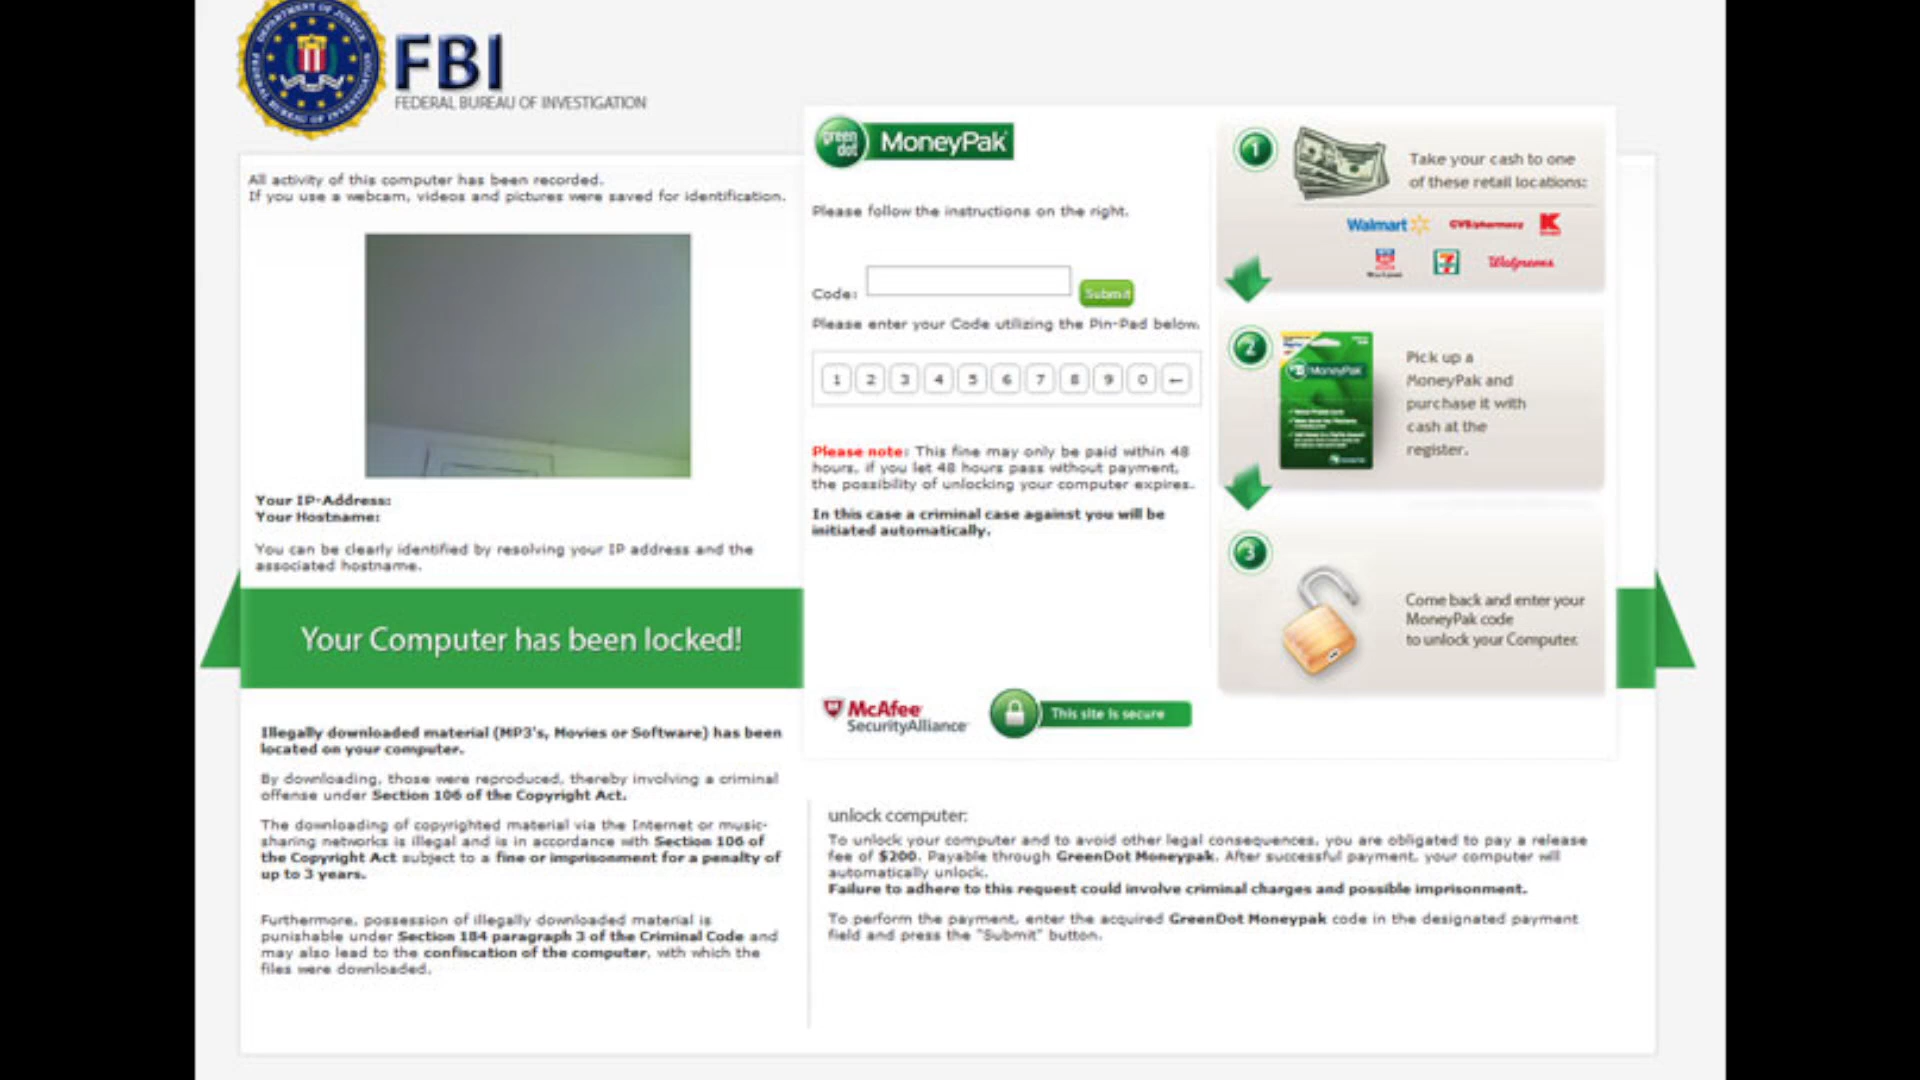 FBI
FEDERAL BUREAU OF INVESTIGATION
All activity of this computer has been recorded.
If you use a webcam, videos and pictures were saved for identification.
Your IP-Address:
Your Hostname:
You can be clearly identified by resolving your IP address and the
associated hostname.
Your Computer has been locked!
Illegally downloaded material (MP3's, Movies or Software) has been
located on your computer.
By downloading, those were reproduced, thereby involving a criminal
offense under Section 106 of the Copyright Act.
The downloading of copyrighted material via the Internet or music-
sharing networks is illegal and is in accordance with Section 106 of
the Copyright Act subject to a fine or imprisonment for a penalty of
up to 3 years.
Furthermore, possession of illegally downloaded material is
punishable under Section 184 paragraph 3 of the Criminal Code and
may also lead to the confiscation of the computer, with which the
files were downloaded.
green
dot
MoneyPak
Please follow the instructions on the right.
Code:
Submit
Please enter your Code utilizing the Pin-Pad below.
1 2 3 4 5 6 7 8 9 0
Please note: This fine may only be paid within 48
hours, if you let 48 hours pass without payment,
the possibility of unlocking your computer expires.
In this case a criminal case against you will be
initiated automatically.
McAfee
SecurityAlliance
This site is secure
1
Take your cash to one
of these retail locations:
Walmart CVS/pharmacy K
7
Walgreens
2
MoneyPak
Pick up a
MoneyPak and
purchase it with
cash at the
register.
3
Come back and enter your
MoneyPak code
to unlock your Computer.
unlock computer:
To unlock your computer and to avoid other legal consequences, you are obligated to pay a release
fee of $200. Payable through GreenDot Moneypak. After successful payment, your computer will
automatically unlock.
Failure to adhere to this request could involve criminal charges and possible imprisonment.
To perform the payment, enter the acquired GreenDot Moneypak code in the designated payment
field and press the "Submit" button.